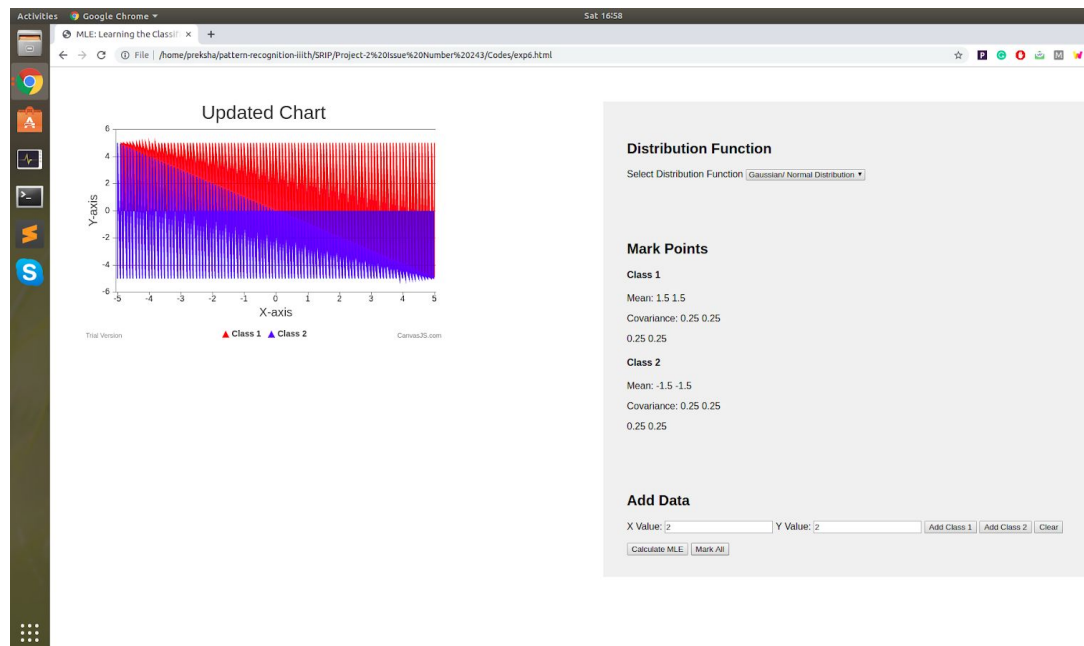 Activities Google Chrome ▾ Sat 16:58
MLE: Learning the Classif × +
File | /home/preksha/pattern-recognition-iiith/SRIP/Project-2%20Issue%20Number%20243/Codes/exp6.html
Updated Chart
6
4
2
0
-2
-4
-6
Y-axis
-5 -4 -3 -2 -1 0 1 2 3 4 5
X-axis
Trial Version
Class 1 Class 2
CanvasJS.com
Distribution Function
Select Distribution Function Gaussian/ Normal Distribution ▾
Mark Points
Class 1
Mean: 1.5 1.5
Covariance: 0.25 0.25
0.25 0.25
Class 2
Mean: -1.5 -1.5
Covariance: 0.25 0.25
0.25 0.25
Add Data
X Value: 2 Y Value: 2 Add Class 1 Add Class 2 Clear
Calculate MLE Mark All